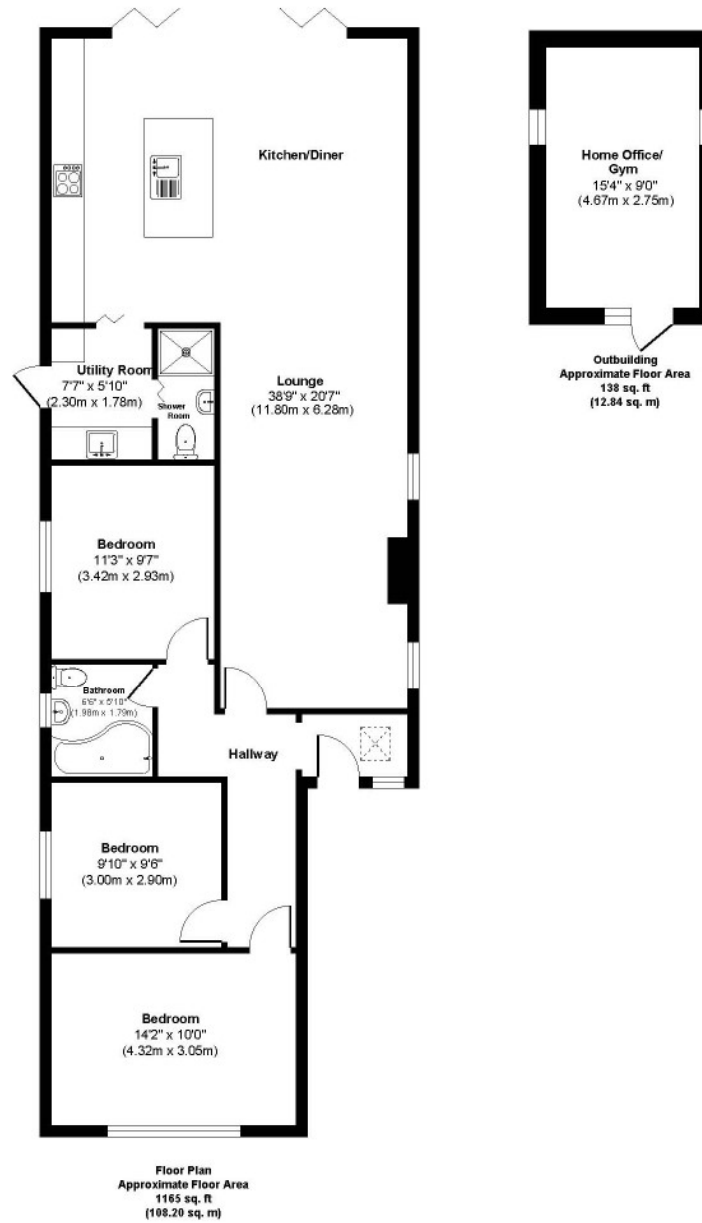 Kitchen/Diner
Home Office/
Gym
15'4" x 9'0"
(4.67m x 2.75m)
Outbuilding
Approximate Floor Area
138 sq. ft
(12.84 sq. m)
Utility Room
7'7" x 5'10"
(2.30m x 1.78m)
Shower
Room
Lounge
38'9" x 20'7"
(11.80m x 6.28m)
Bedroom
11'3" x 9'7"
(3.42m x 2.93m)
Bathroom
6'6" x 5'10"
(1.98m x 1.79m)
Hallway
Bedroom
9'10" x 9'6"
(3.00m x 2.90m)
Bedroom
14'2" x 10'0"
(4.32m x 3.05m)
Floor Plan
Approximate Floor Area
1165 sq. ft
(108.20 sq. m)